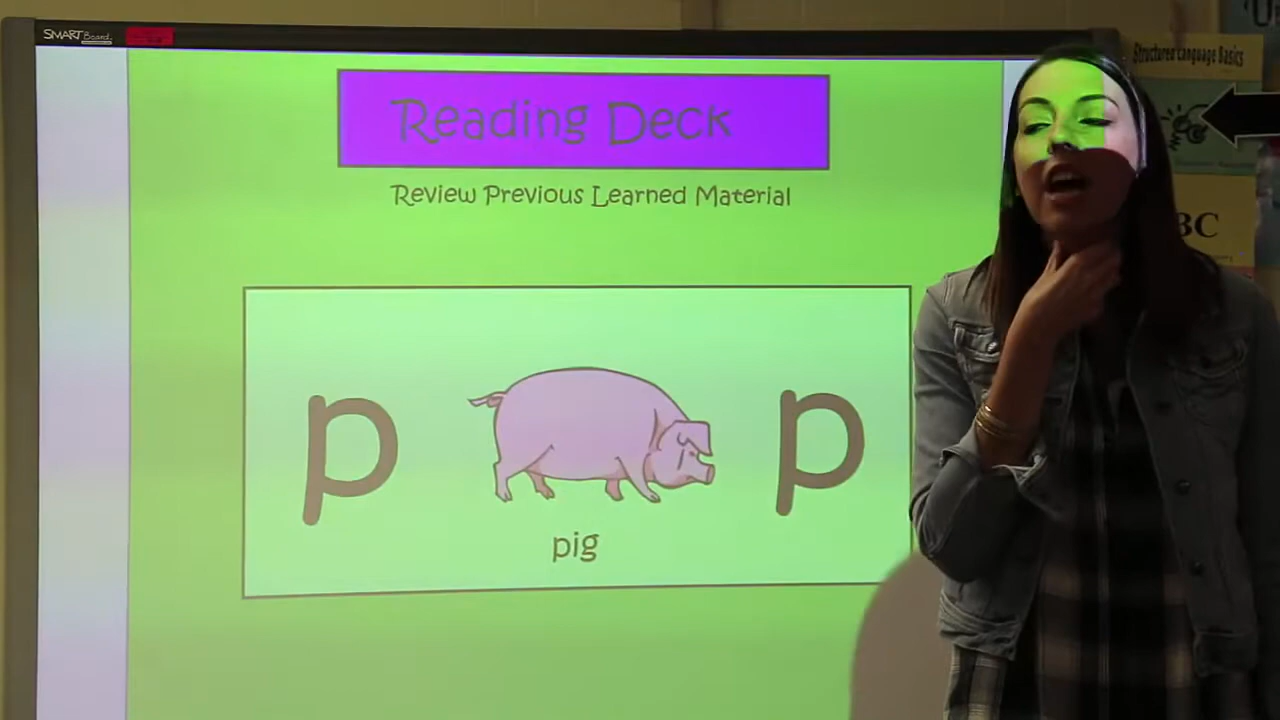 SMART Board
Reading Deck
Review Previous Learned Material
p p
pig
Structured Language Basics
BC